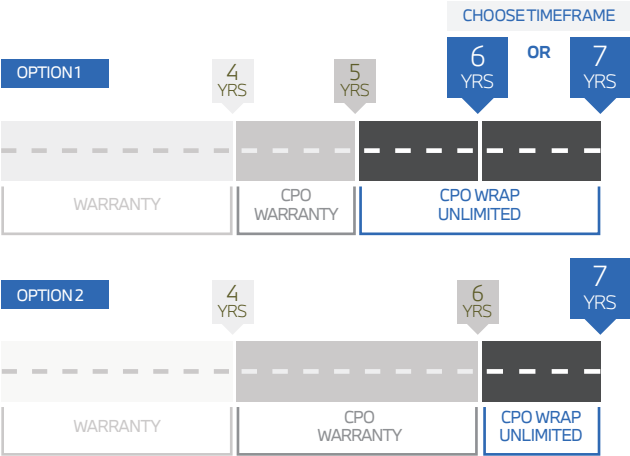 CHOOSE TIMEFRAME
OPTION 1
4
YRS
5
YRS
6
YRS
OR
7
YRS
WARRANTY
CPO
WARRANTY
CPO WRAP
UNLIMITED
OPTION 2
4
YRS
6
YRS
7
YRS
WARRANTY
CPO
WARRANTY
CPO WRAP
UNLIMITED